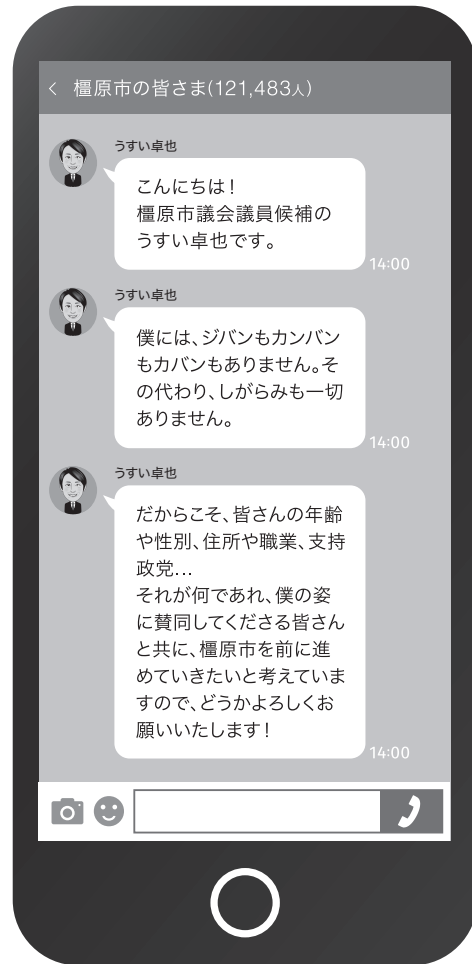 < 橿原市の皆さま(121,483人)
うすい卓也
こんにちは!
橿原市議会議員候補の
うすい卓也です。
14:00
うすい卓也
僕には、ジバンもカンバン
もカバンもありません。そ
の代わり、しがらみも一切
ありません。
14:00
うすい卓也
だからこそ、皆さんの年齢
や性別、住所や職業、支持
政党...
それが何であれ、僕の姿
に賛同してくださる皆さん
と共に、橿原市を前に進
めていきたいと考えていま
すので、どうかよろしくお
願いいたします!
14:00